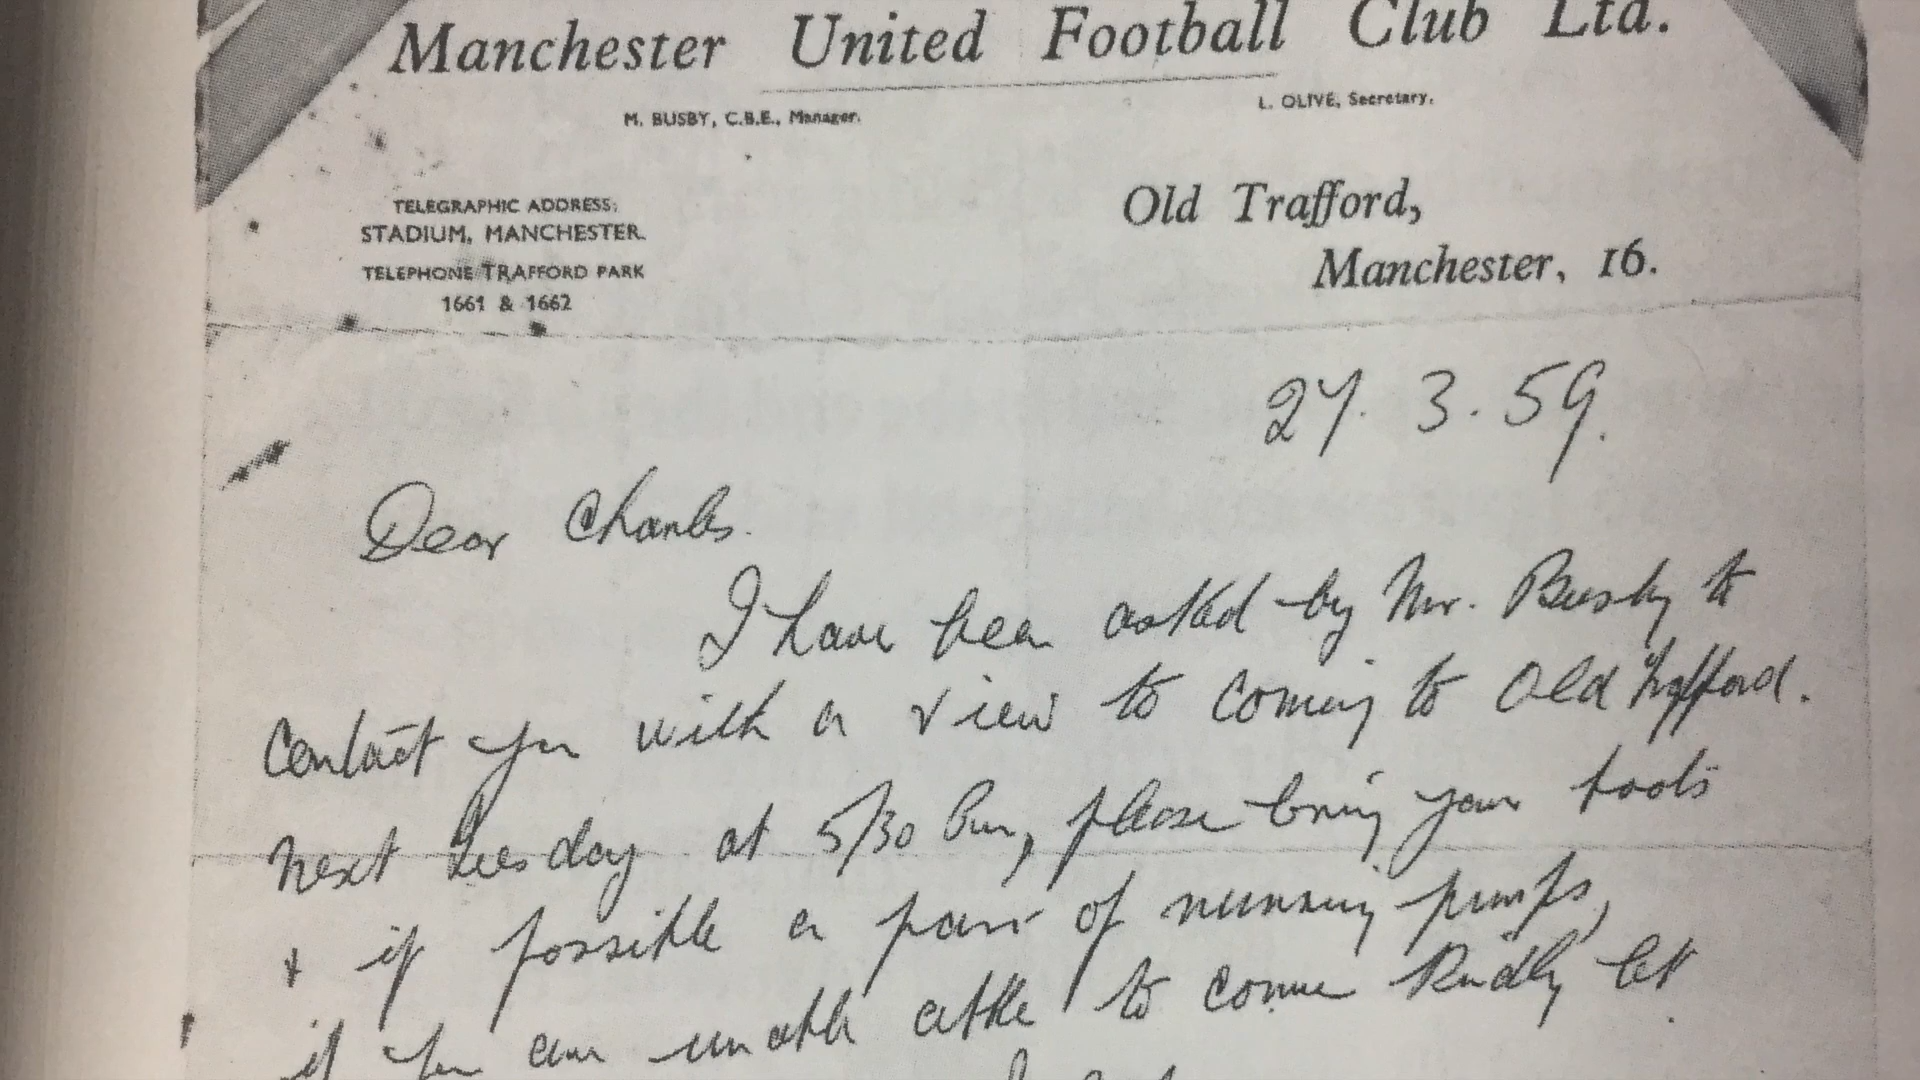 Manchester United Football Club Ltd.
M. BUSBY, C.B.E., Manager. L. OLIVE, Secretary.
TELEGRAPHIC ADDRESS:
STADIUM, MANCHESTER.
TELEPHONE TRAFFORD PARK
1661 & 1662
Old Trafford,
Manchester, 16.
27. 3. 59.
Dear Charles.
I have been asked by Mr. Busby to
contact you with a view to coming to Old Trafford.
next Tuesday at 5/30 Pm, please bring your boots
+ if possible a pair of running pumps,
if you are unable to come kindly let